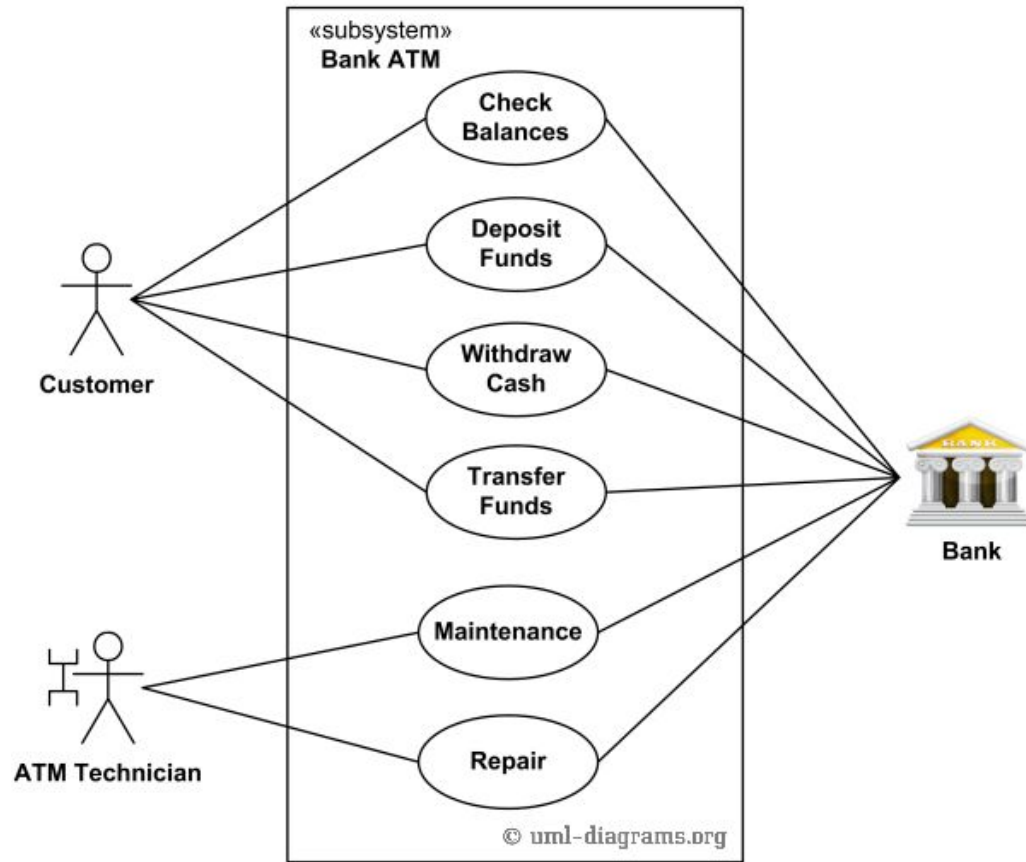 «subsystem»
Bank ATM
Check
Balances
Deposit
Funds
Withdraw
Cash
Customer
Transfer
Funds
BANK
Bank
Maintenance
ATM Technician
Repair
© uml-diagrams.org